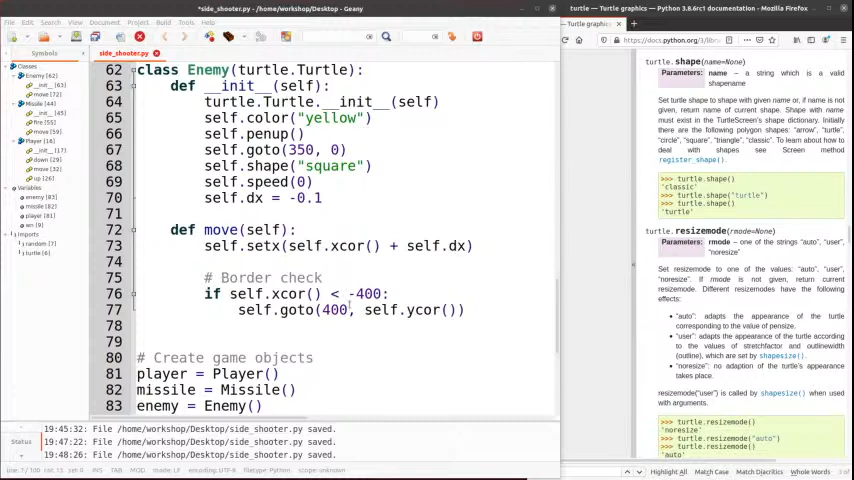 *side_shooter.py - /home/workshop/Desktop - Geany
turtle — Turtle graphics — Python 3.8.6rc1 documentation — Mozilla Firefox
File Edit Search View Document Project Build Tools Help
Turtle graphics — P
https://docs.python.org/3/libra
Symbols
side_shooter.py
Classes
Enemy [62]
__init__ [63]
move [72]
Missile [44]
__init__ [45]
fire [55]
move [59]
Player [16]
__init__ [17]
down [29]
move [32]
up [26]
Variables
enemy [83]
missile [82]
player [81]
wn [9]
Imports
random [7]
turtle [6]
62 class Enemy(turtle.Turtle):
63 def __init__(self):
64 turtle.Turtle.__init__(self)
65 self.color("yellow")
66 self.penup()
67 self.goto(350, 0)
68 self.shape("square")
69 self.speed(0)
70 self.dx = -0.1
71
72 def move(self):
73 self.setx(self.xcor() + self.dx)
74
75 # Border check
76 if self.xcor() < -400:
77 self.goto(400, self.ycor())
78
79
80 # Create game objects
81 player = Player()
82 missile = Missile()
83 enemy = Enemy()
Status
19:45:32: File /home/workshop/Desktop/side_shooter.py saved.
19:47:22: File /home/workshop/Desktop/side_shooter.py saved.
19:48:26: File /home/workshop/Desktop/side_shooter.py saved.
line: 7 / 100 col: 13 sel: 0 INS TAB MOD mode: LF encoding: UTF-8 filetype: Python scope: unknown
turtle.shape(name=None)
Parameters: name – a string which is a valid
shapename
Set turtle shape to shape with given name or, if name is not
given, return name of current shape. Shape with name
must exist in the TurtleScreen's shape dictionary. Initially
there are the following polygon shapes: "arrow", "turtle",
"circle", "square", "triangle", "classic". To learn about how to
deal with shapes see Screen method
register_shape().
>>> turtle.shape()
'classic'
>>> turtle.shape("turtle")
>>> turtle.shape()
'turtle'
turtle.resizemode(rmode=None)
Parameters: rmode – one of the strings "auto", "user",
"noresize"
Set resizemode to one of the values: "auto", "user",
"noresize". If rmode is not given, return current
resizemode. Different resizemodes have the following
effects:
"auto": adapts the appearance of the turtle
corresponding to the value of pensize.
"user": adapts the appearance of the turtle according
to the values of stretchfactor and outlinewidth
(outline), which are set by shapesize().
"noresize": no adaption of the turtle's appearance
takes place.
resizemode("user") is called by shapesize() when used
with arguments.
>>> turtle.resizemode()
'noresize'
>>> turtle.resizemode("auto")
>>> turtle.resizemode()
'auto'
Highlight All Match Case Match Diacritics Whole Words